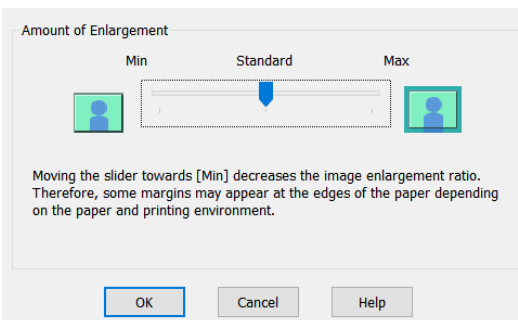 Amount of Enlargement
Min Standard Max
Moving the slider towards [Min] decreases the image enlargement ratio.
Therefore, some margins may appear at the edges of the paper depending
on the paper and printing environment.
OK Cancel Help